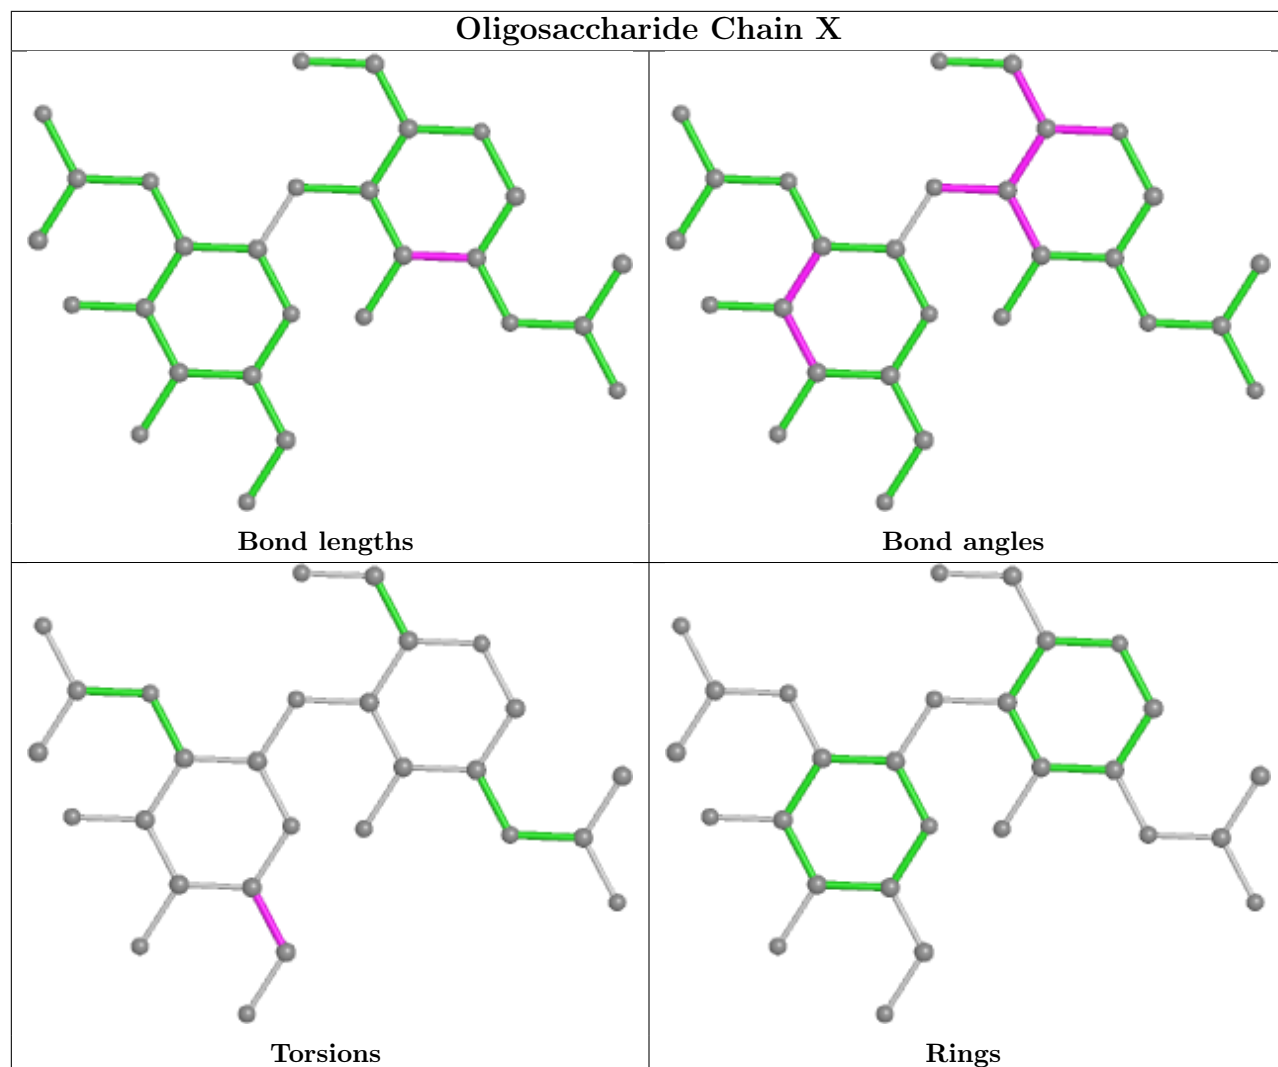 Oligosaccharide Chain X
Bond lengths
Bond angles
Torsions
Rings